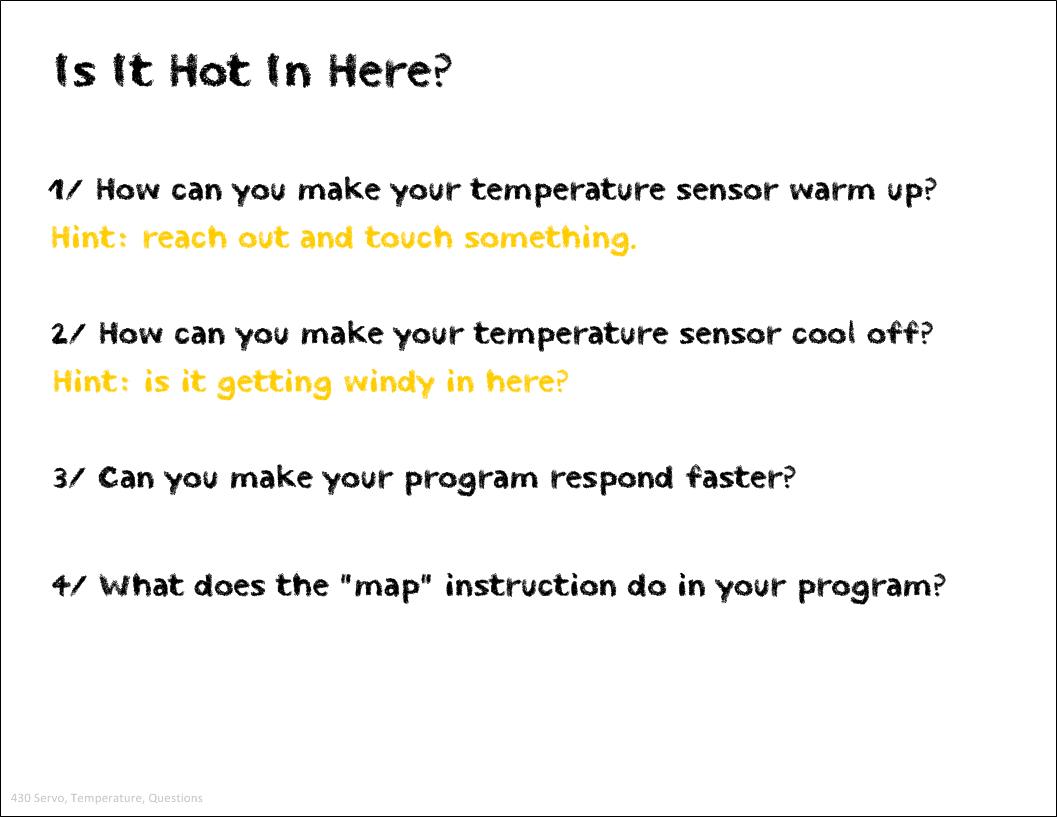 Is It Hot In Here?
1/ How can you make your temperature sensor warm up?
Hint: reach out and touch something.
2/ How can you make your temperature sensor cool off?
Hint: is it getting windy in here?
3/ Can you make your program respond faster?
4/ What does the "map" instruction do in your program?
430 Servo, Temperature, Questions